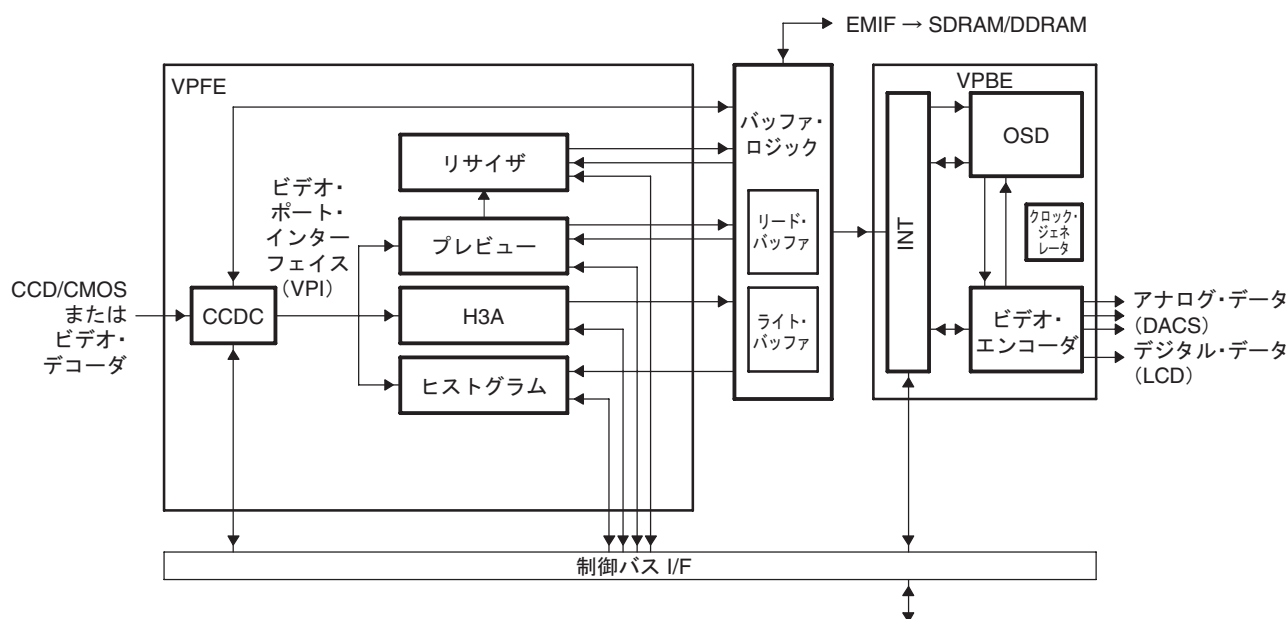 EMIF → SDRAM/DDRAM
VPFE
VPBE
バッファ・
ロジック
OSD
リサイザ
ビデオ・
ポート・
インター
フェイス
(VPI)
リード・
バッファ
クロック・
ジェネ
レータ
プレビュー
INT
CCD/CMOS
または
ビデオ・
デコーダ
CCDC
H3A
ライト・
バッファ
ビデオ・
エンコーダ
アナログ・データ
(DACS)
デジタル・データ
(LCD)
ヒストグラム
制御バス I/F